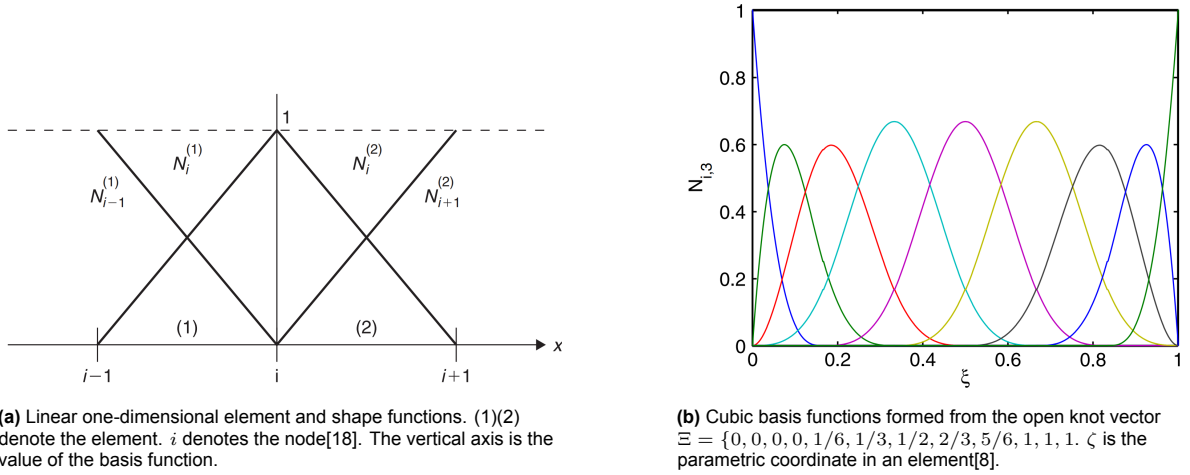 1
N_i^(1)
N_i^(2)
N_{i−1}^(1)
N_{i+1}^(2)
(1)
(2)
x
i−1
i
i+1
(a) Linear one-dimensional element and shape functions. (1)(2)
denote the element. i denotes the node[18]. The vertical axis is the
value of the basis function.
1
0.8
0.6
0.4
0.2
0
N_{i,3}
0 0.2 0.4 0.6 0.8 1
ξ
(b) Cubic basis functions formed from the open knot vector
Ξ = {0, 0, 0, 0, 1/6, 1/3, 1/2, 2/3, 5/6, 1, 1, 1. ζ is the
parametric coordinate in an element[8].